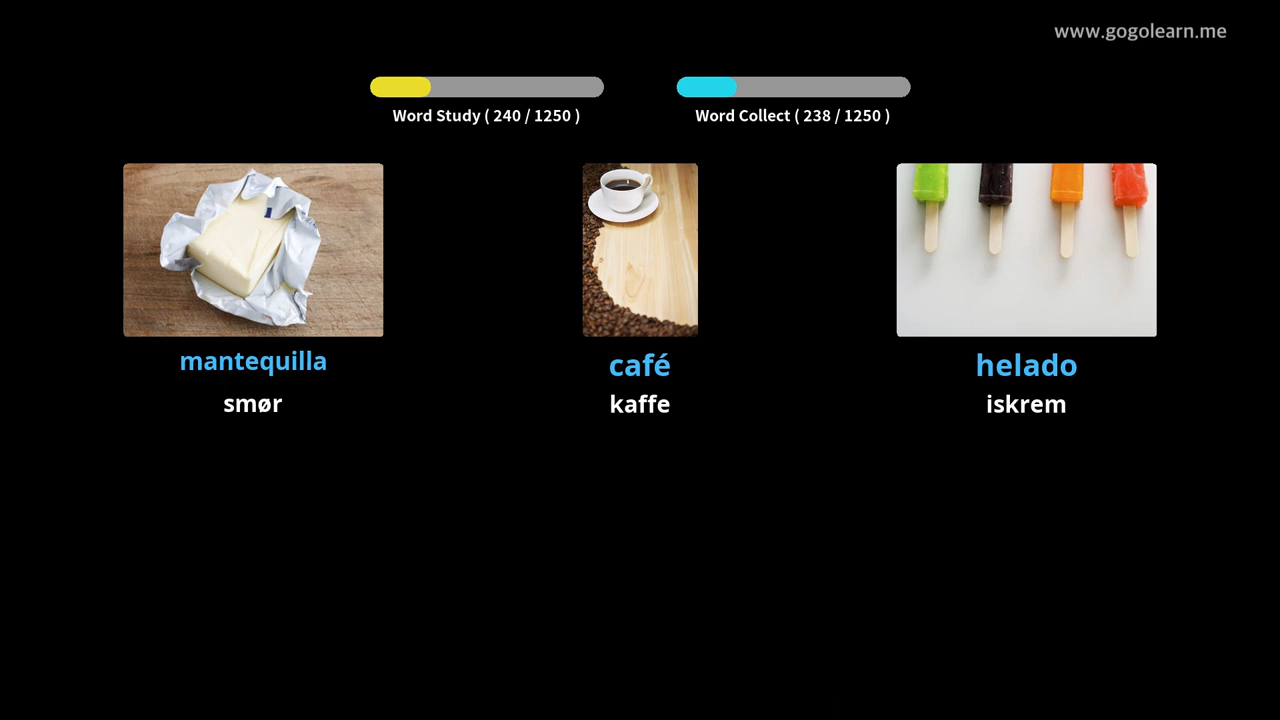 www.gogolearn.me
Word Study ( 240 / 1250 )
Word Collect ( 238 / 1250 )
mantequilla
smør
café
kaffe
helado
iskrem